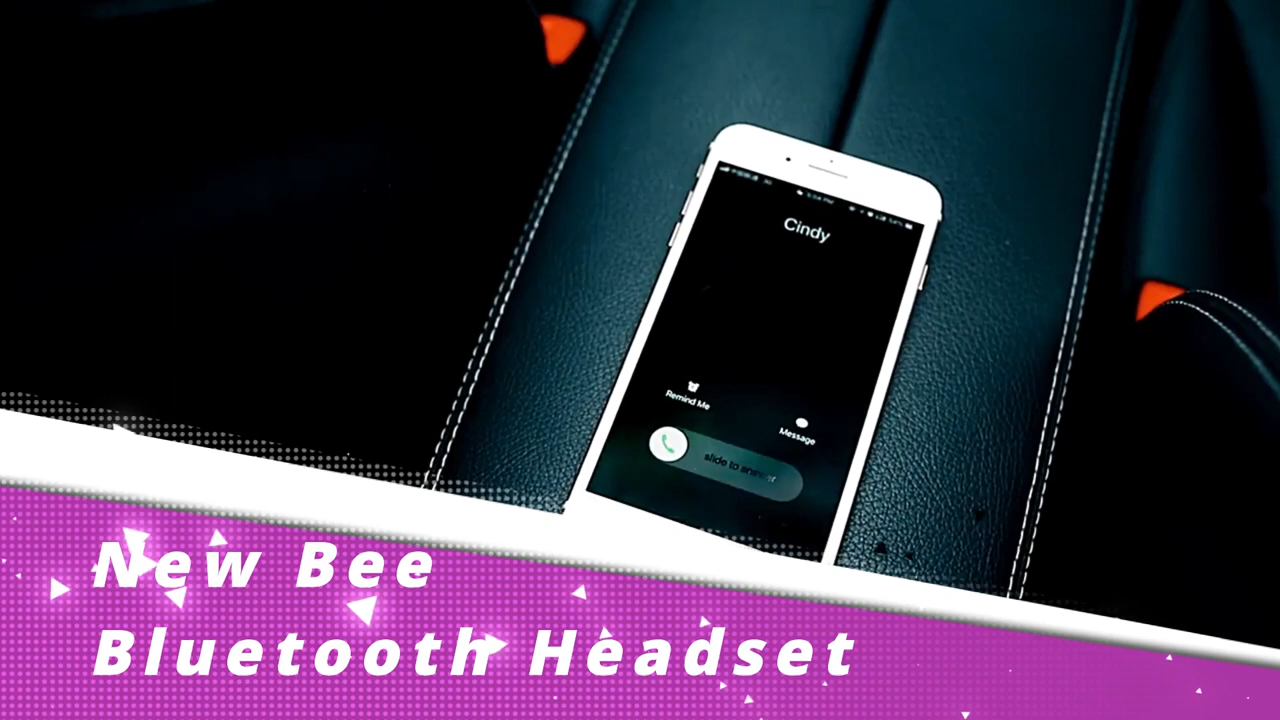 Cindy
Remind Me
Message
slide to answer
New Bee
Bluetooth Headset